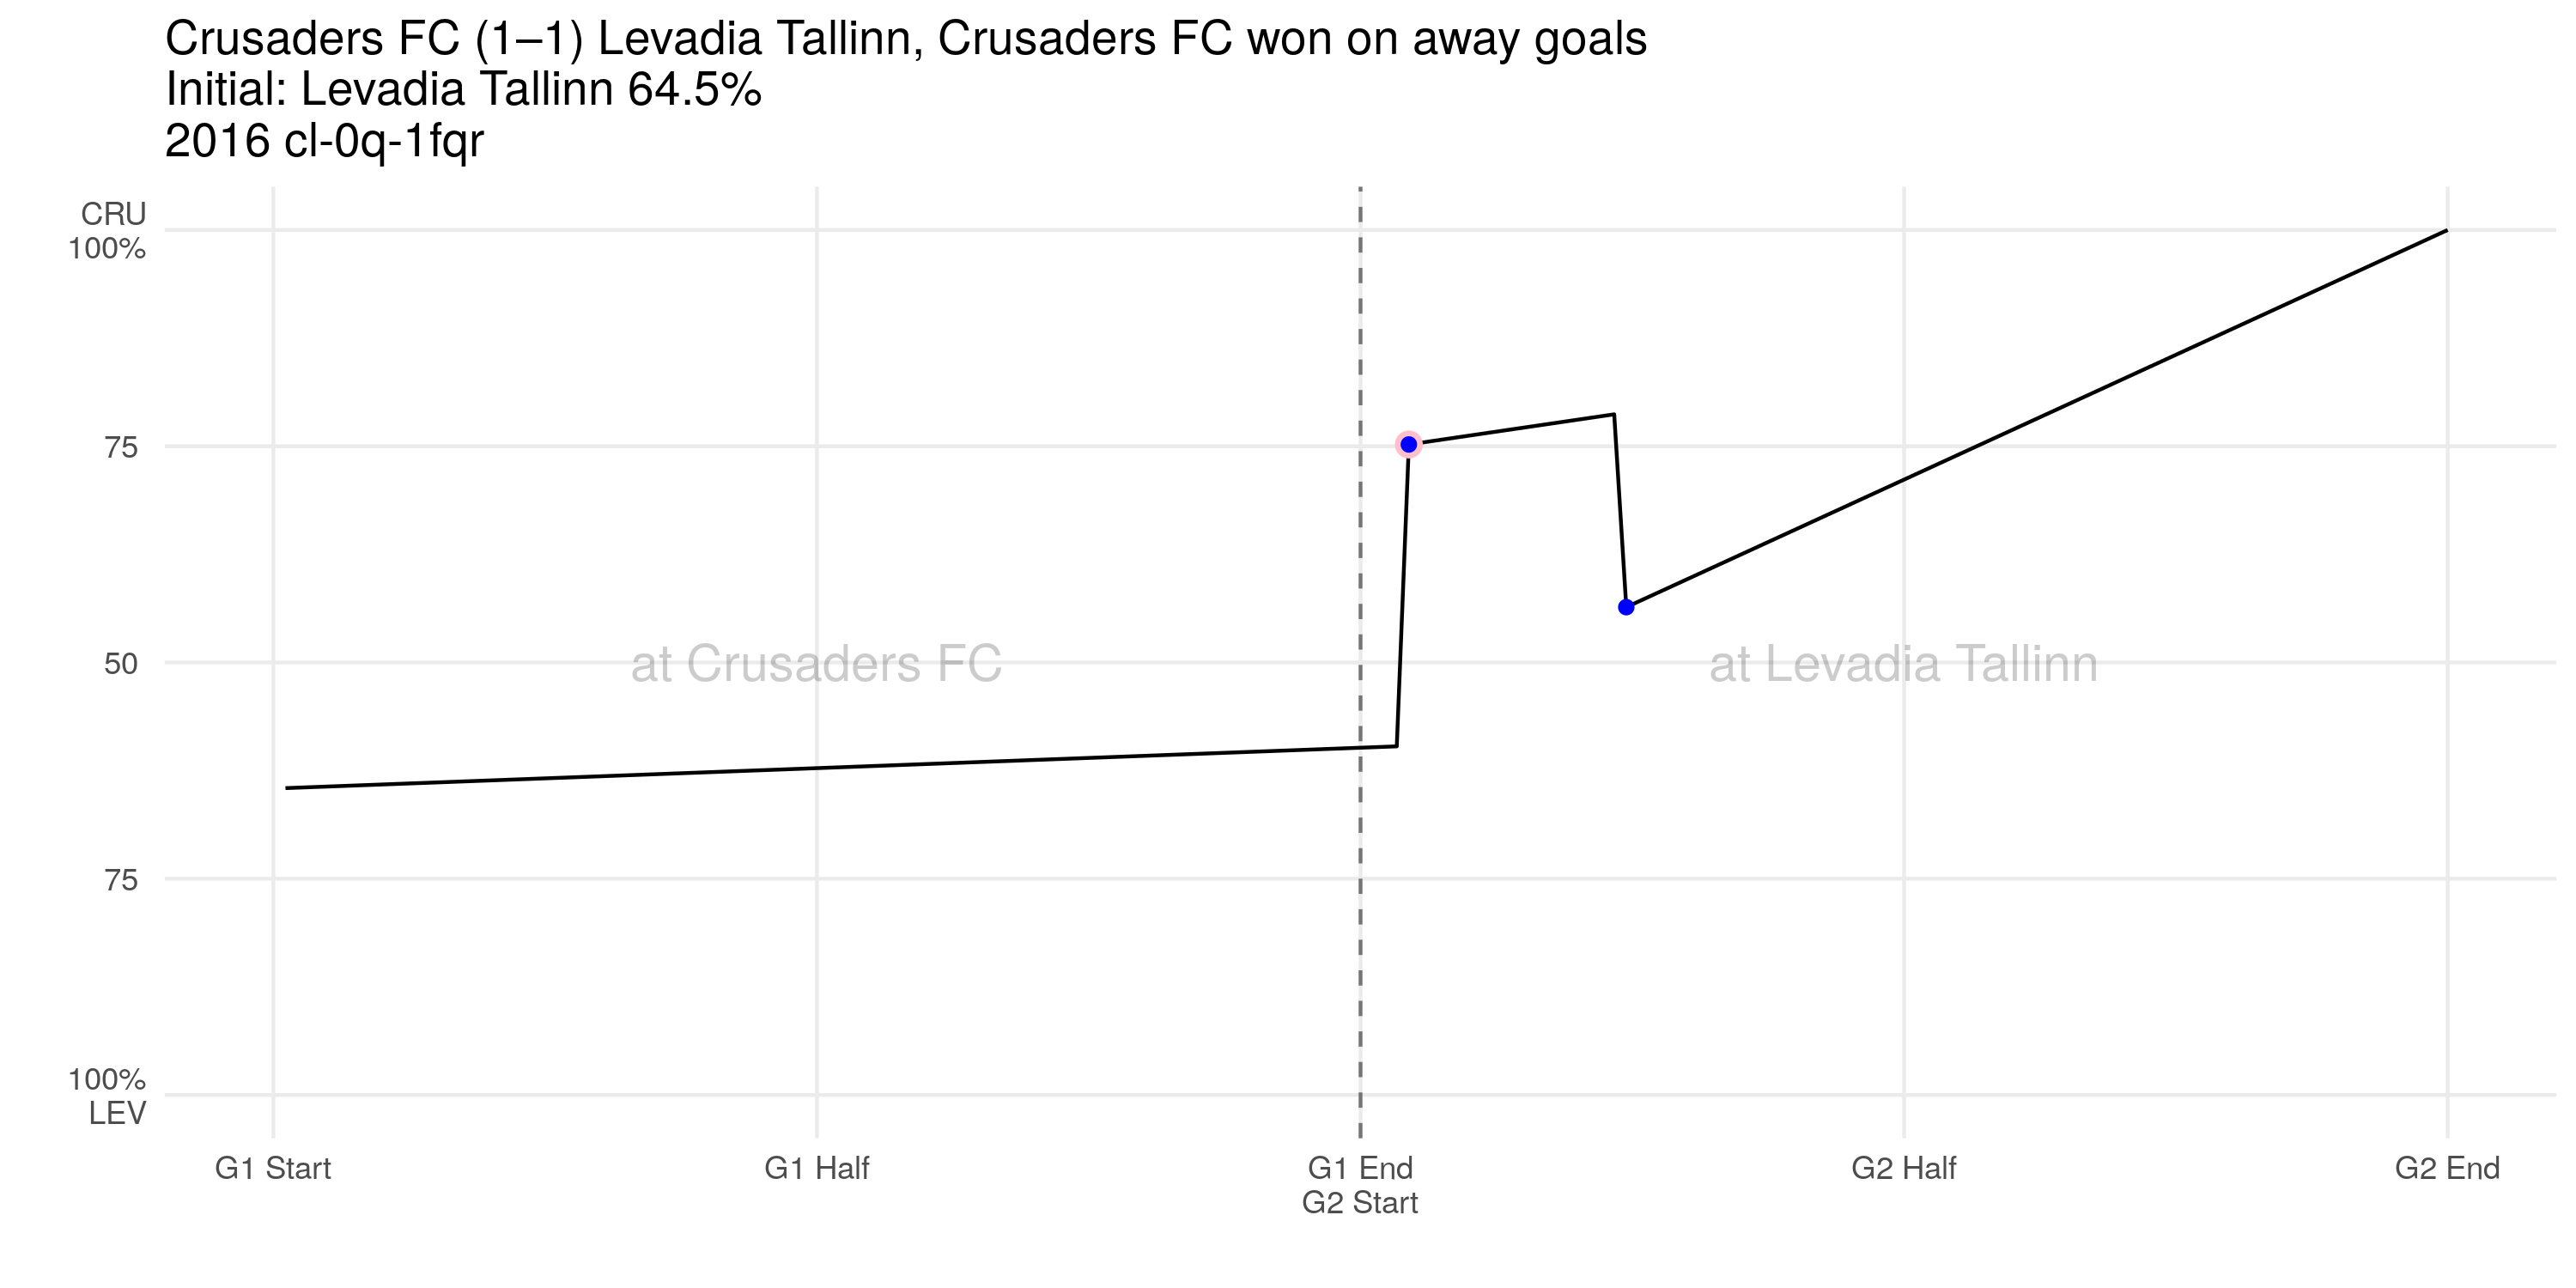 Crusaders FC (1–1) Levadia Tallinn, Crusaders FC won on away goals
Initial: Levadia Tallinn 64.5%
2016 cl-0q-1fqr
CRU
100%
75
50
at Crusaders FC
at Levadia Tallinn
75
100%
LEV
G1 Start
G1 Half
G1 End
G2 Start
G2 Half
G2 End